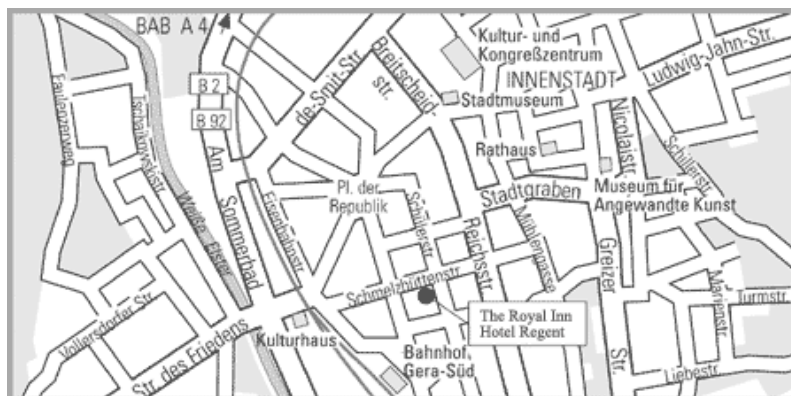 BAB A 4
B 2
B 92
Faulenzerweg
Tschaikowskistr.
Weiße Elster
Am Sommerbad
Eisenbahnstr.
de-Smit-Str.
Breitscheid-
str.
Kultur- und
Kongreßzentrum
INNENSTADT
Stadtmuseum
Ludwig-Jahn-Str.
Rathaus
Nicolaistr.
Schillerstr.
Museum für
Angewandte Kunst
Pl. der
Republik
Schillerstr.
Stadtgraben
Reichsstr.
Mühlengasse
Greizer
Str.
Schmelzhüttenstr.
The Royal Inn
Hotel Regent
Marienstr.
Turmstr.
Liebestr.
Vollersdorfer Str.
Str. des Friedens
Kulturhaus
Bahnhof
Gera-Süd